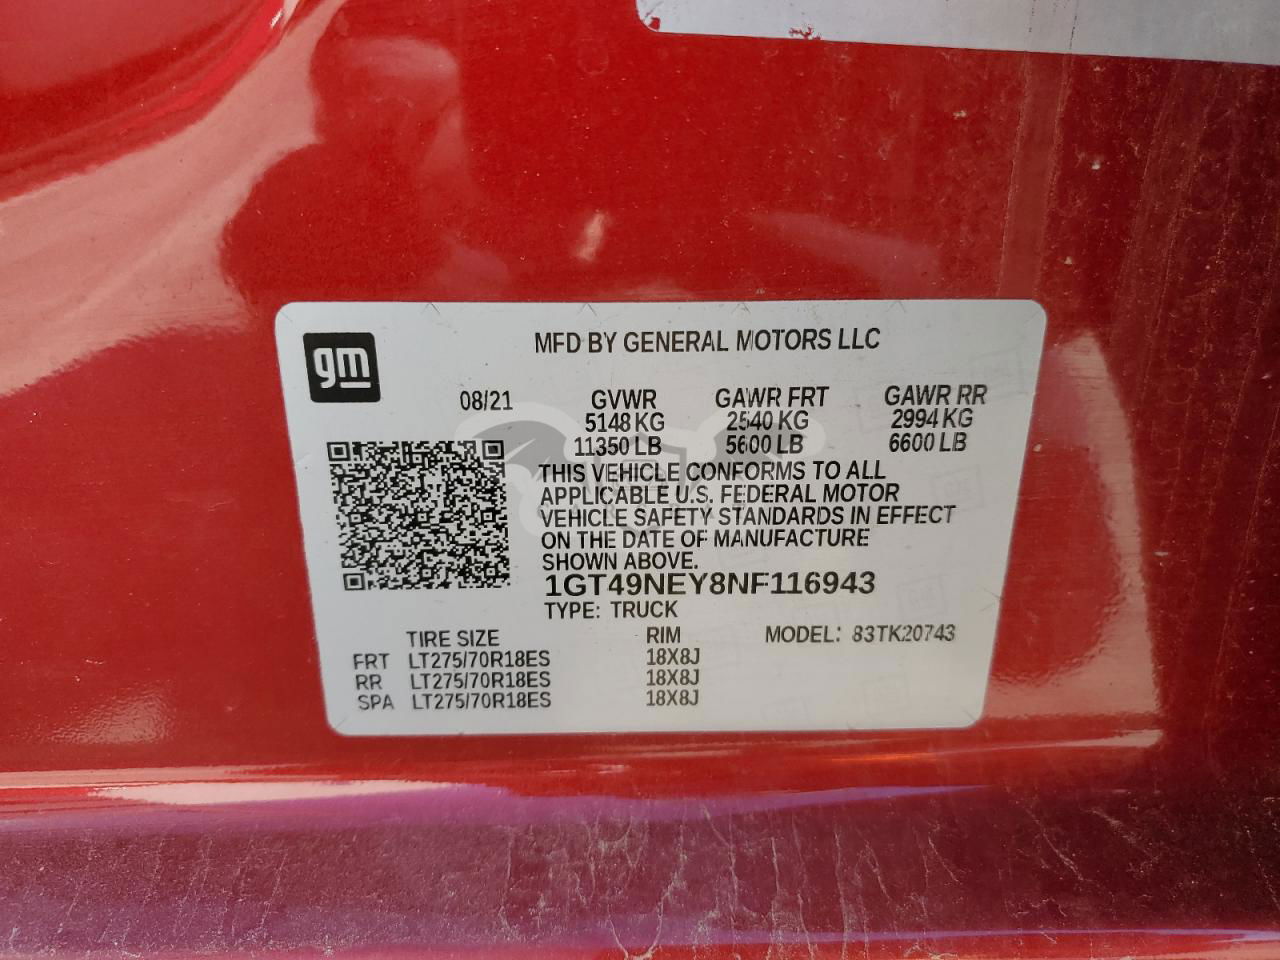 gm
MFD BY GENERAL MOTORS LLC
08/21 GVWR GAWR FRT GAWR RR
5148 KG 2540 KG 2994 KG
11350 LB 5600 LB 6600 LB
THIS VEHICLE CONFORMS TO ALL
APPLICABLE U.S. FEDERAL MOTOR
VEHICLE SAFETY STANDARDS IN EFFECT
ON THE DATE OF MANUFACTURE
SHOWN ABOVE.
1GT49NEY8NF116943
TYPE: TRUCK
TIRE SIZE RIM MODEL: 83TK20743
FRT LT275/70R18ES 18X8J
RR LT275/70R18ES 18X8J
SPA LT275/70R18ES 18X8J